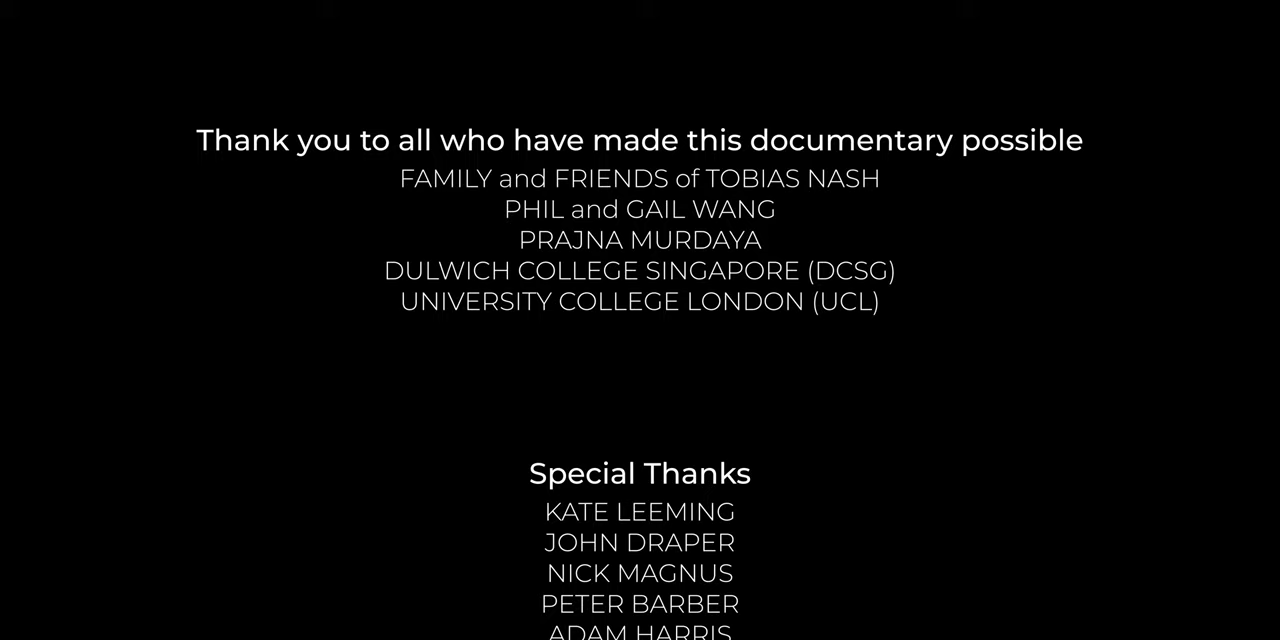 Thank you to all who have made this documentary possible
FAMILY and FRIENDS of TOBIAS NASH
PHIL and GAIL WANG
PRAJNA MURDAYA
DULWICH COLLEGE SINGAPORE (DCSG)
UNIVERSITY COLLEGE LONDON (UCL)
Special Thanks
KATE LEEMING
JOHN DRAPER
NICK MAGNUS
PETER BARBER
ADAM HARRIS